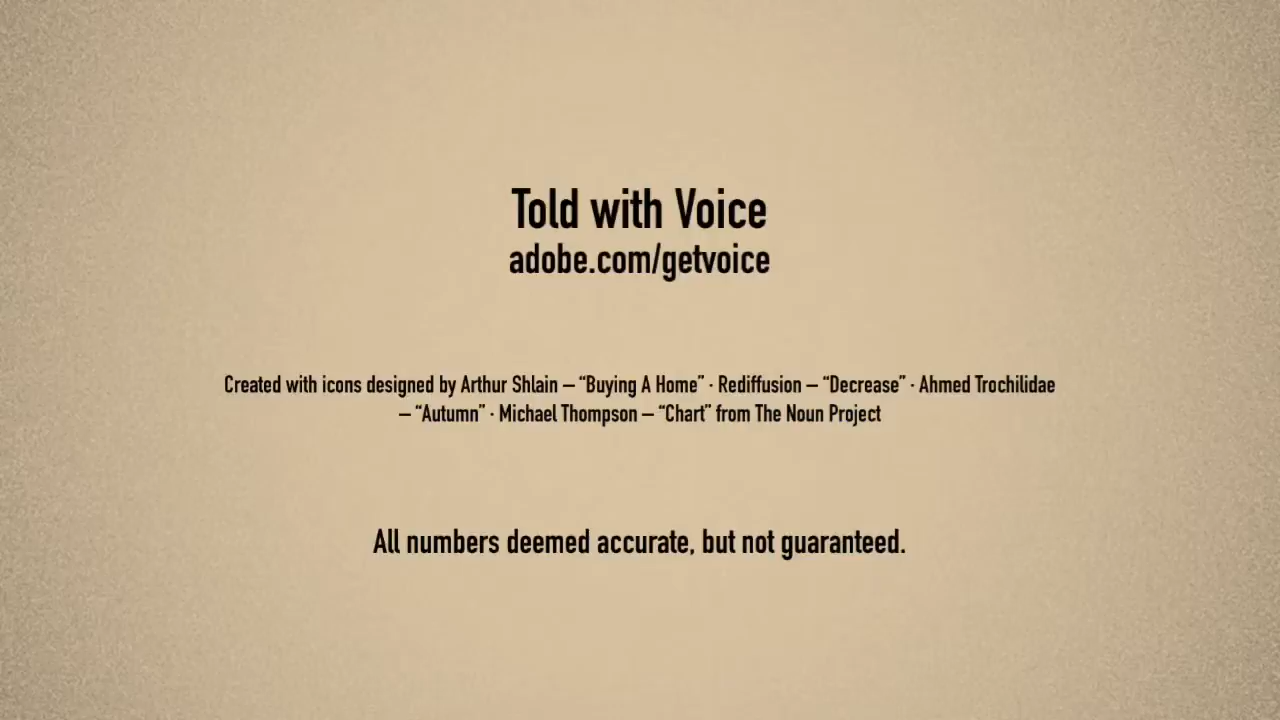 Told with Voice
adobe.com/getvoice
Created with icons designed by Arthur Shlain – “Buying A Home” · Rediffusion – “Decrease” · Ahmed Trochilidae
– “Autumn” · Michael Thompson – “Chart” from The Noun Project
All numbers deemed accurate, but not guaranteed.